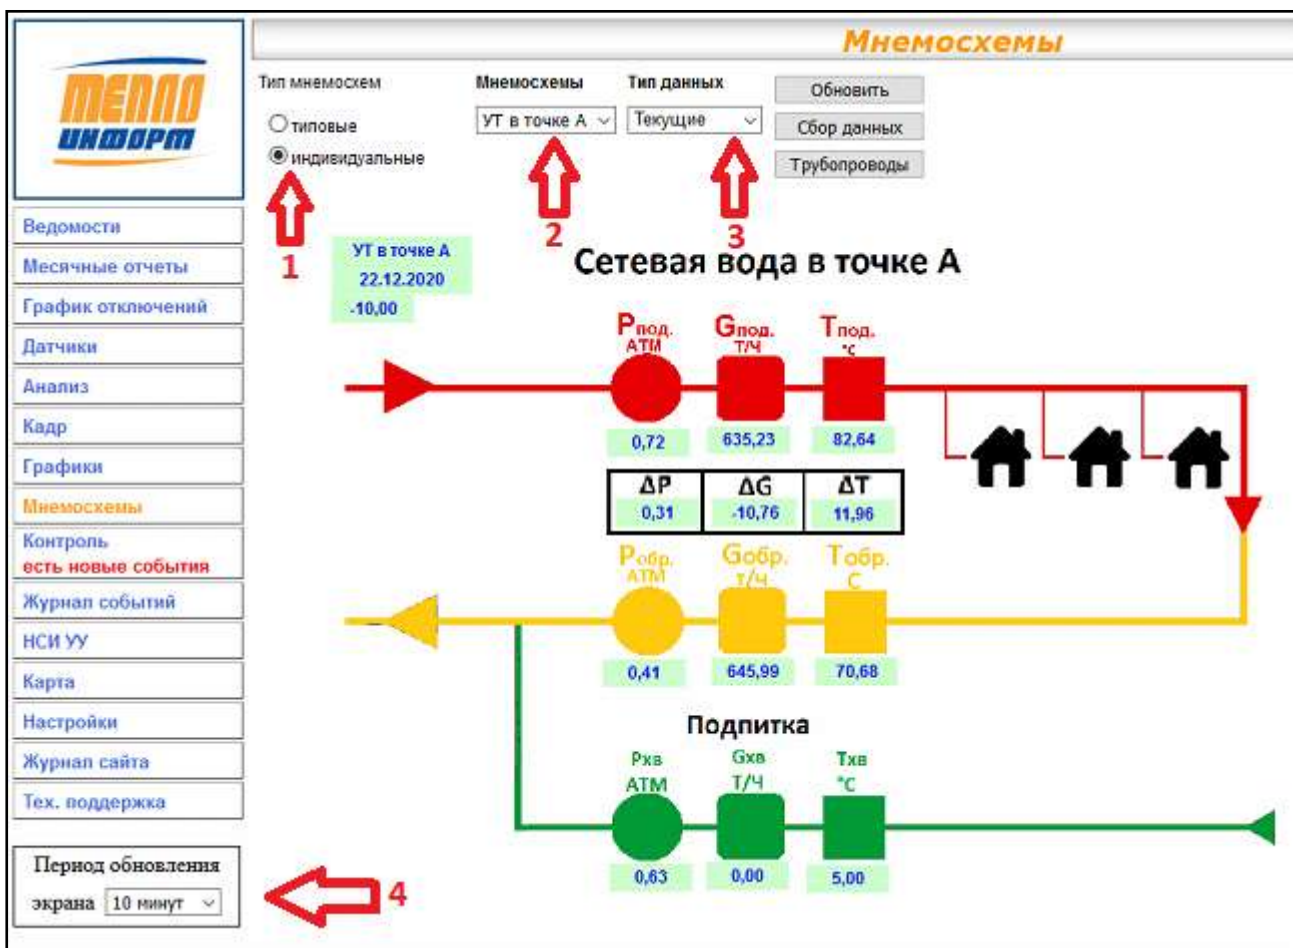 Мнемосхемы
ТЕПЛО
ИНФОРМ
Тип мнемосхем
типовые
индивидуальные
Мнемосхемы
УТ в точке А
Тип данных
Текущие
Обновить
Сбор данных
Трубопроводы
1
2
3
Ведомости
Месячные отчеты
График отключений
Датчики
Анализ
Кадр
Графики
Мнемосхемы
Контроль
есть новые события
Журнал событий
НСИ УУ
Карта
Настройки
Журнал сайта
Тех. поддержка
Период обновления
экрана 10 минут
4
УТ в точке А
22.12.2020
-10,00
Сетевая вода в точке А
Pпод. Gпод. Tпод.
АТМ Т/Ч °С
0,72 635,23 82,64
ΔP ΔG ΔT
0,31 -10,76 11,96
Pобр. Gобр. Tобр.
АТМ т/ч С
0,41 645,99 70,68
Подпитка
Pхв Gхв Tхв
АТМ Т/Ч °С
0,63 0,00 5,00